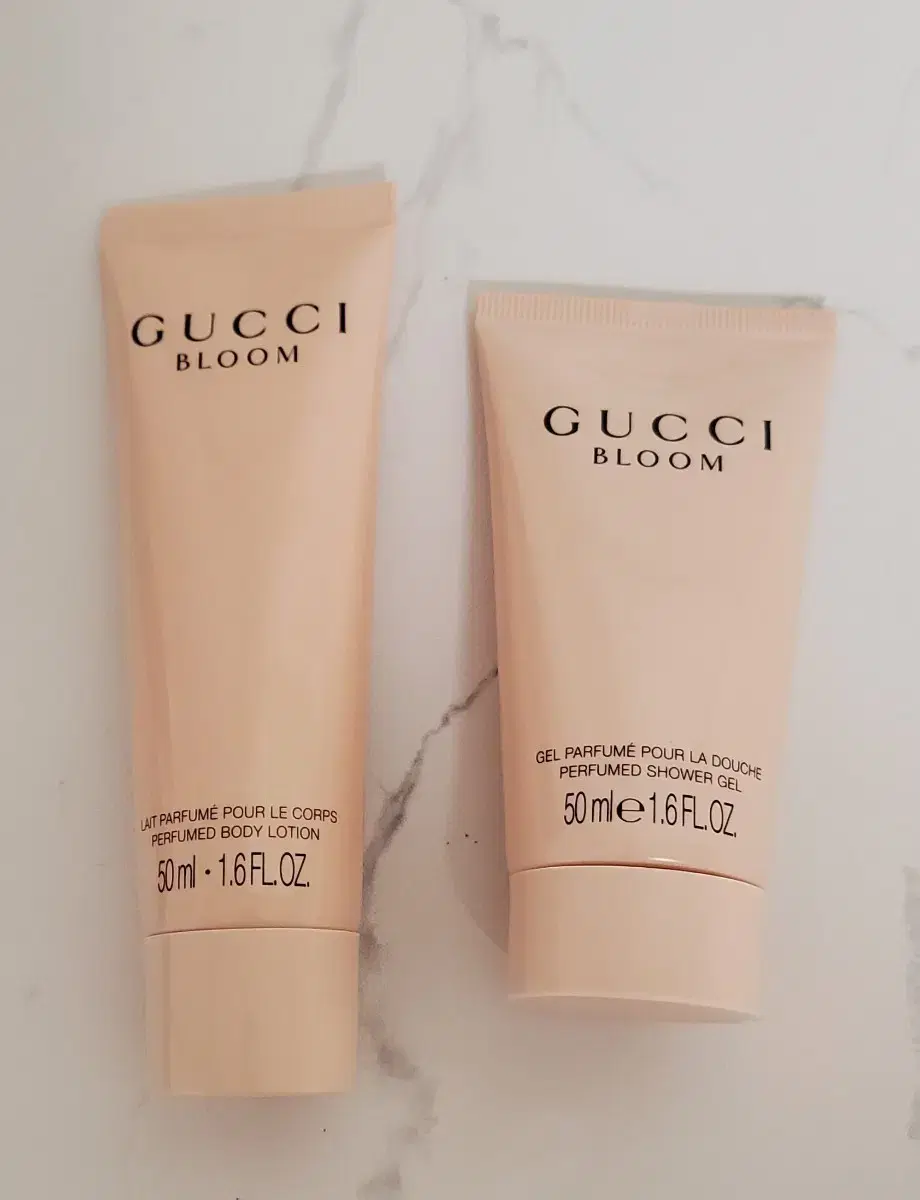 GUCCI
BLOOM
LAIT PARFUMÉ POUR LE CORPS
PERFUMED BODY LOTION
50 ml · 1.6 FL.OZ.
GUCCI
BLOOM
GEL PARFUMÉ POUR LA DOUCHE
PERFUMED SHOWER GEL
50 ml e 1.6 FL.OZ.